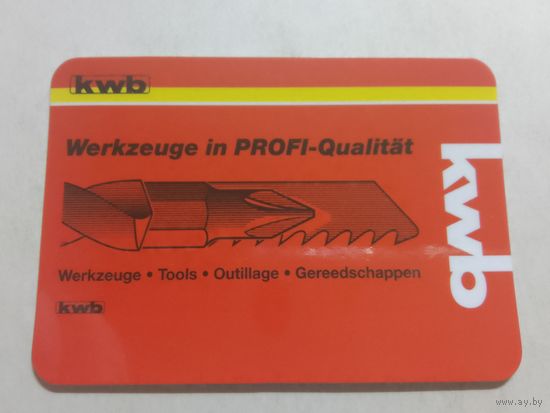 kwb
Werkzeuge in PROFI-Qualität
kwb
Werkzeuge • Tools • Outillage • Gereedschappen
kwb
www.ay.by